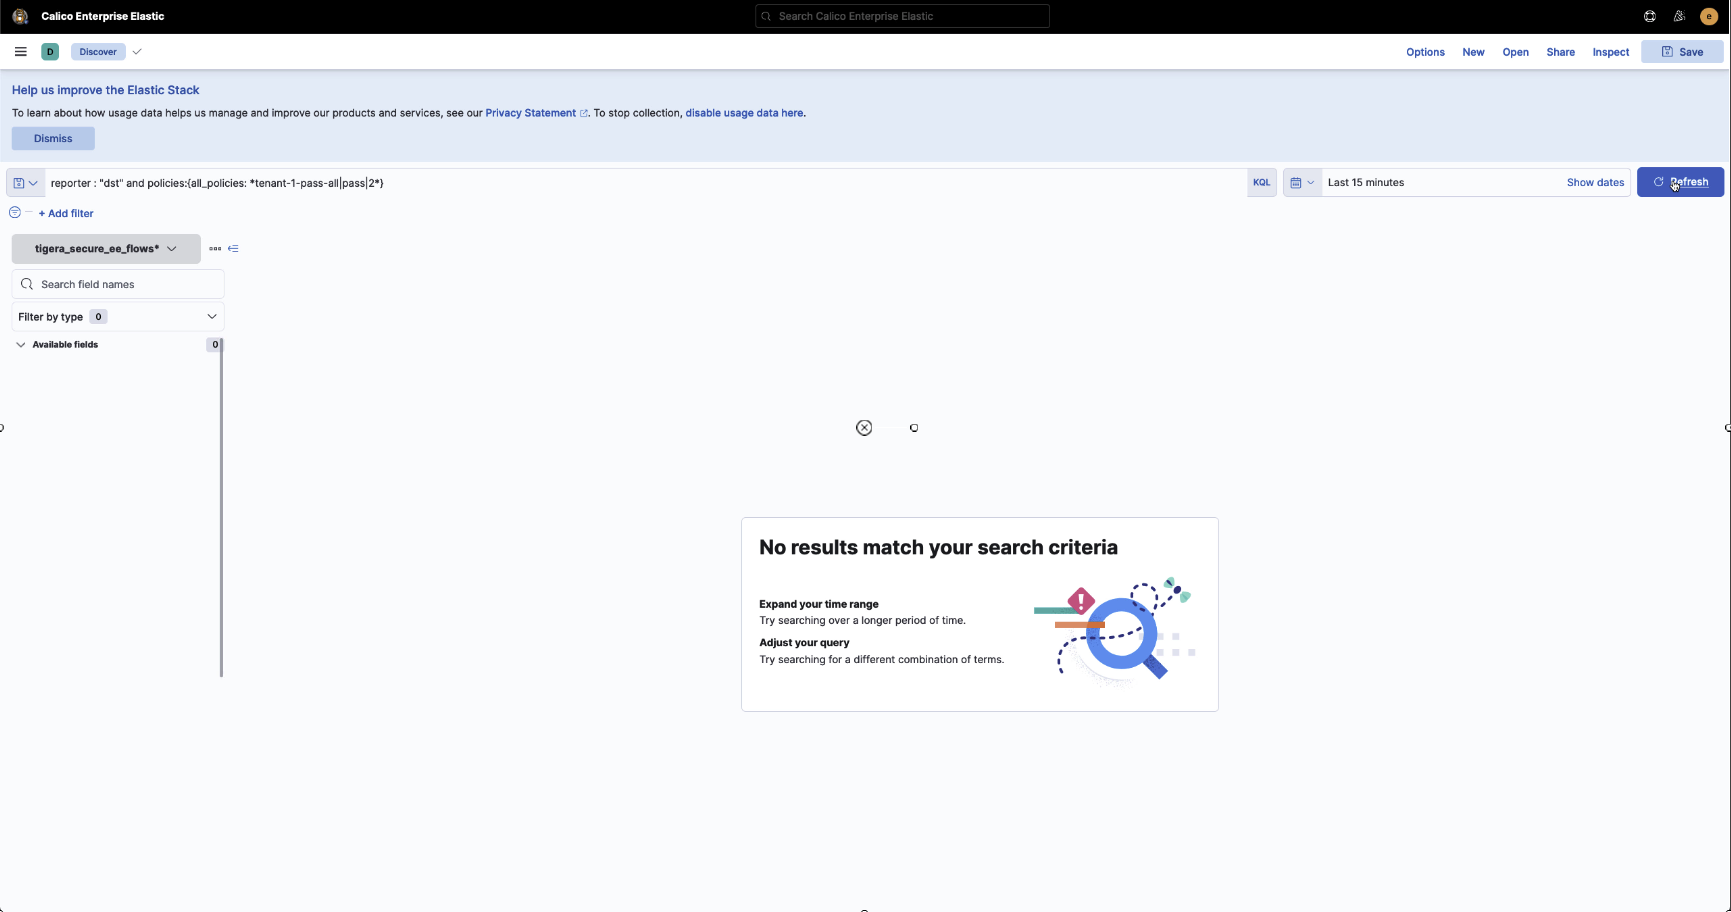 Calico Enterprise Elastic
Search Calico Enterprise Elastic
e
D
Discover
Options
New
Open
Share
Inspect
Save
Help us improve the Elastic Stack
To learn about how usage data helps us manage and improve our products and services, see our Privacy Statement. To stop collection, disable usage data here.
Dismiss
reporter : "dst" and policies:{all_policies: *tenant-1-pass-all|pass|2*}
KQL
Last 15 minutes
Show dates
Refresh
+ Add filter
tigera_secure_ee_flows*
Search field names
Filter by type 0
Available fields 0
No results match your search criteria
Expand your time range
Try searching over a longer period of time.
Adjust your query
Try searching for a different combination of terms.